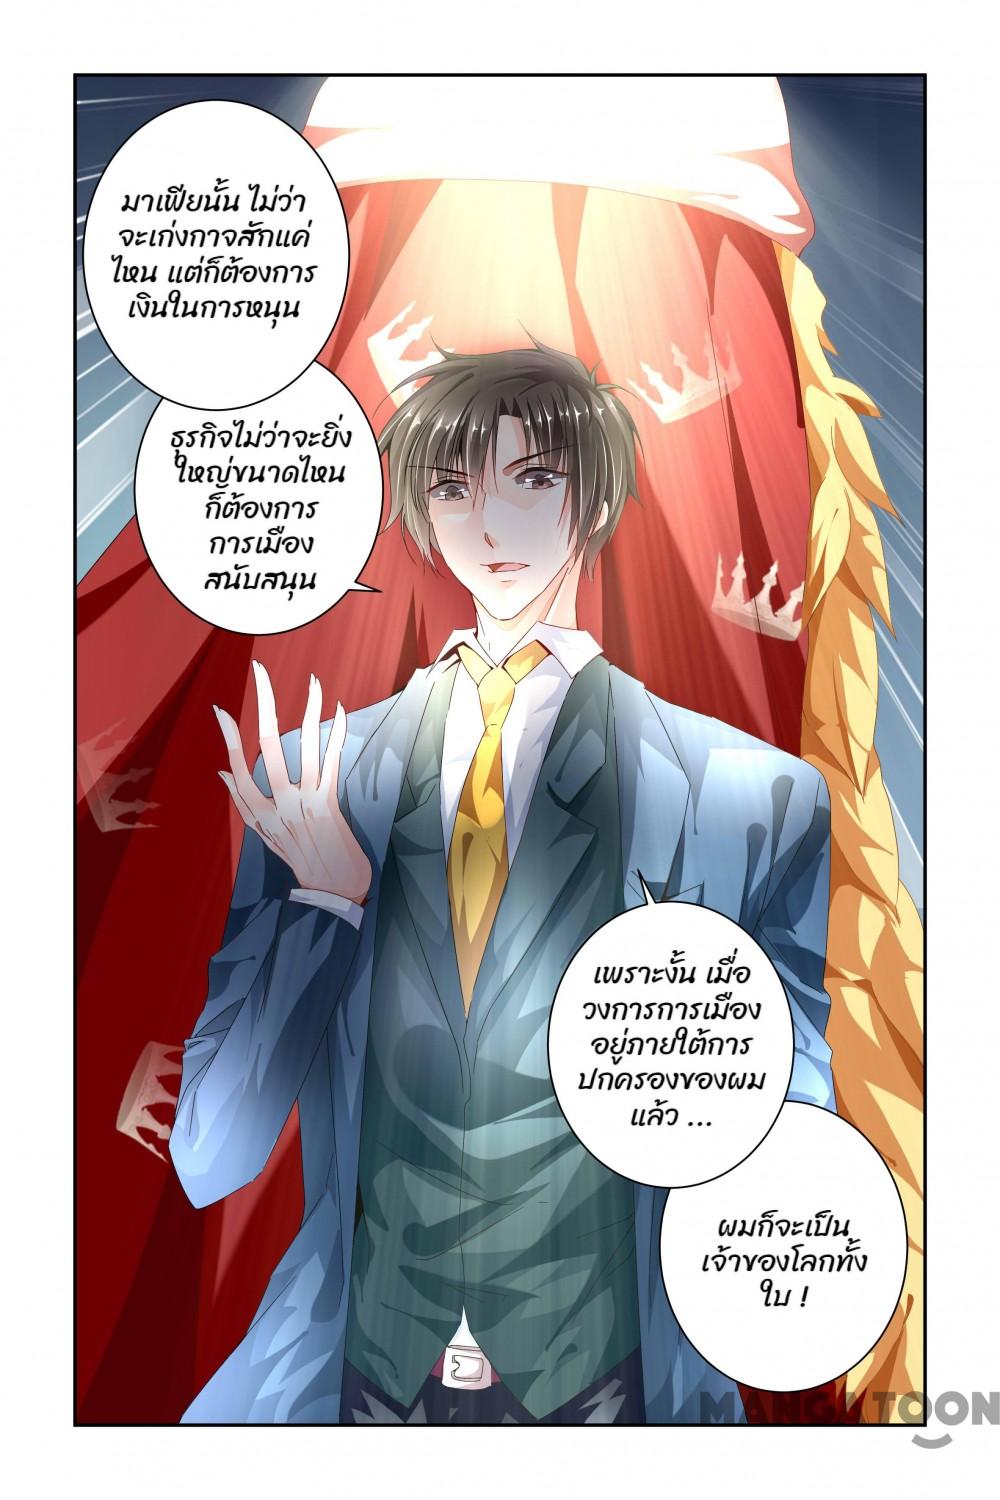 มาเฟียนั้น ไม่ว่า
จะเก่งกาจสักแค่
ไหน แต่ก็ต้องการ
เงินในการหนุน
ธุรกิจไม่ว่าจะยิ่ง
ใหญ่ขนาดไหน
ก็ต้องการ
การเมือง
สนับสนุน
เพราะงั้น เมื่อ
วงการการเมือง
อยู่ภายใต้การ
ปกครองของผม
แล้ว ...
ผมก็จะเป็น
เจ้าของโลกทั้ง
ใบ !
MANGATOON